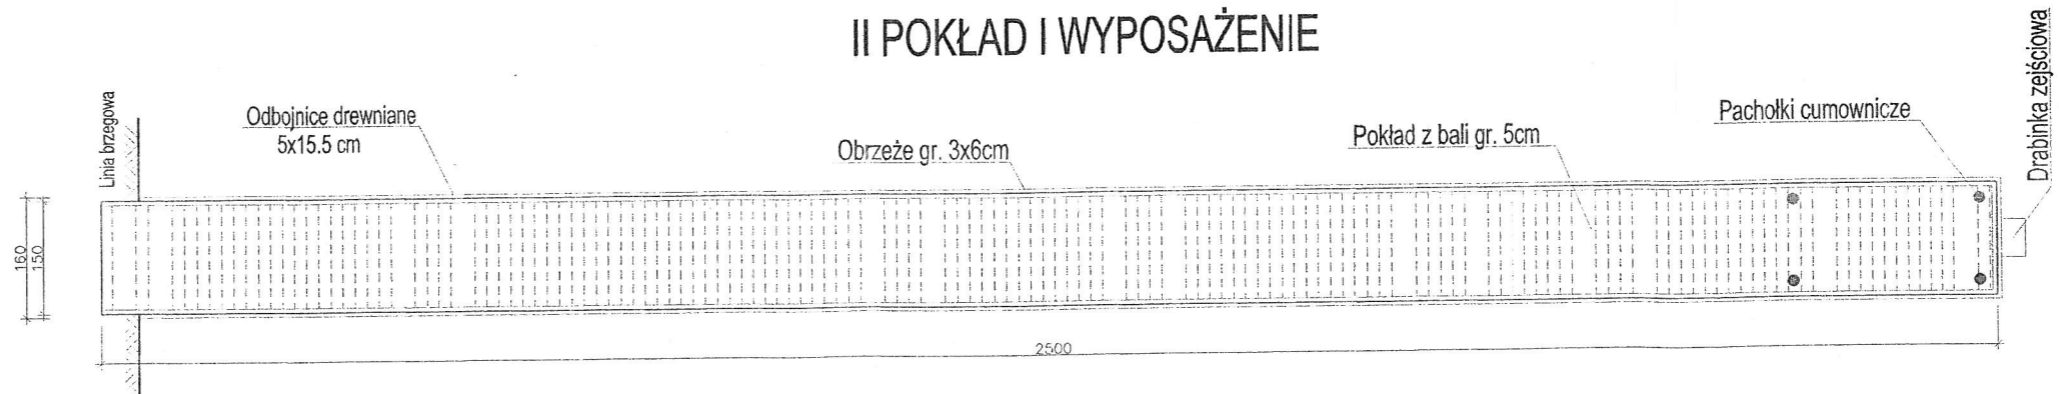 II POKŁAD I WYPOSAŻENIE
Linia brzegowa
Odbojnice drewniane
5x15.5 cm
Obrzeże gr. 3x6cm
Pokład z bali gr. 5cm
Pachołki cumownicze
Drabinka zejściowa
160
150
2500